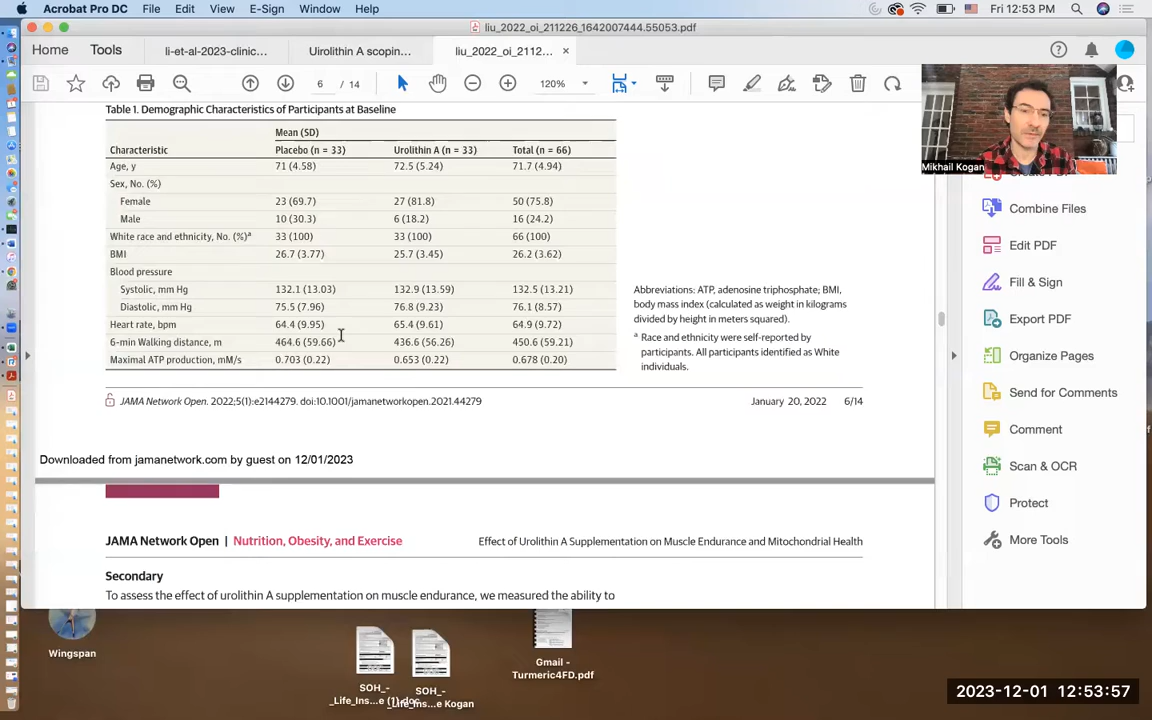 Acrobat Pro DC File Edit View E-Sign Window Help Fri 12:53 PM
liu_2022_oi_211226_1642007444.55053.pdf
Home Tools li-et-al-2023-clinic... Uirolithin A scopin... liu_2022_oi_2112... ×
6 / 14 120%
Table 1. Demographic Characteristics of Participants at Baseline
Mean (SD)
Characteristic Placebo (n = 33) Urolithin A (n = 33) Total (n = 66)
Age, y 71 (4.58) 72.5 (5.24) 71.7 (4.94)
Sex, No. (%)
Female 23 (69.7) 27 (81.8) 50 (75.8)
Male 10 (30.3) 6 (18.2) 16 (24.2)
White race and ethnicity, No. (%)a 33 (100) 33 (100) 66 (100)
BMI 26.7 (3.77) 25.7 (3.45) 26.2 (3.62)
Blood pressure
Systolic, mm Hg 132.1 (13.03) 132.9 (13.59) 132.5 (13.21)
Diastolic, mm Hg 75.5 (7.96) 76.8 (9.23) 76.1 (8.57)
Heart rate, bpm 64.4 (9.95) 65.4 (9.61) 64.9 (9.72)
6-min Walking distance, m 464.6 (59.66) 436.6 (56.26) 450.6 (59.21)
Maximal ATP production, mM/s 0.703 (0.22) 0.653 (0.22) 0.678 (0.20)
Abbreviations: ATP, adenosine triphosphate; BMI,
body mass index (calculated as weight in kilograms
divided by height in meters squared).
a Race and ethnicity were self-reported by
participants. All participants identified as White
individuals.
JAMA Network Open. 2022;5(1):e2144279. doi:10.1001/jamanetworkopen.2021.44279 January 20, 2022 6/14
Downloaded from jamanetwork.com by guest on 12/01/2023
JAMA Network Open | Nutrition, Obesity, and Exercise Effect of Urolithin A Supplementation on Muscle Endurance and Mitochondrial Health
Secondary
To assess the effect of urolithin A supplementation on muscle endurance, we measured the ability to
Mikhail Kogan
Combine Files
Edit PDF
Fill & Sign
Export PDF
Organize Pages
Send for Comments
Comment
Scan & OCR
Protect
More Tools
Wingspan
SOH_-
_Life_Ins...e (1).doc
SOH_-
_Life_Ins...e Kogan
Gmail -
Turmeric4FD.pdf
2023-12-01 12:53:57